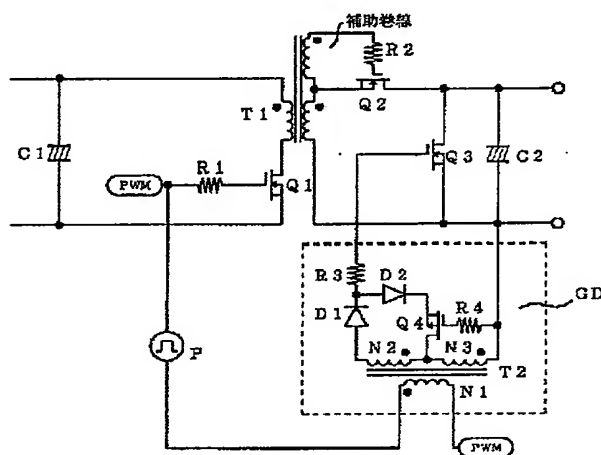 補助巻線
R2
Q2
T1
C1
R1
PWM
Q1
Q3
C2
R3
D2
GD
D1
Q4
R4
N2
N3
T2
P
N1
PWM